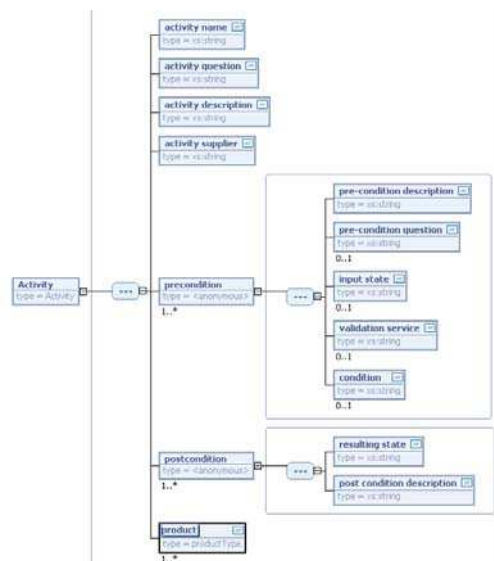 activity name
type = xs:string
activity question
type = xs:string
activity description
type = xs:string
activity supplier
type = xs:string
pre-condition description
type = xs:string
pre-condition question
type = xs:string
0..1
Activity
type = Activity
precondition
type = <anonymous>
1..*
input state
type = xs:string
0..1
validation service
type = xs:string
0..1
condition
type = xs:string
0..1
postcondition
type = <anonymous>
1..*
resulting state
type = xs:string
post condition description
type = xs:string
product
type = productType
1..*